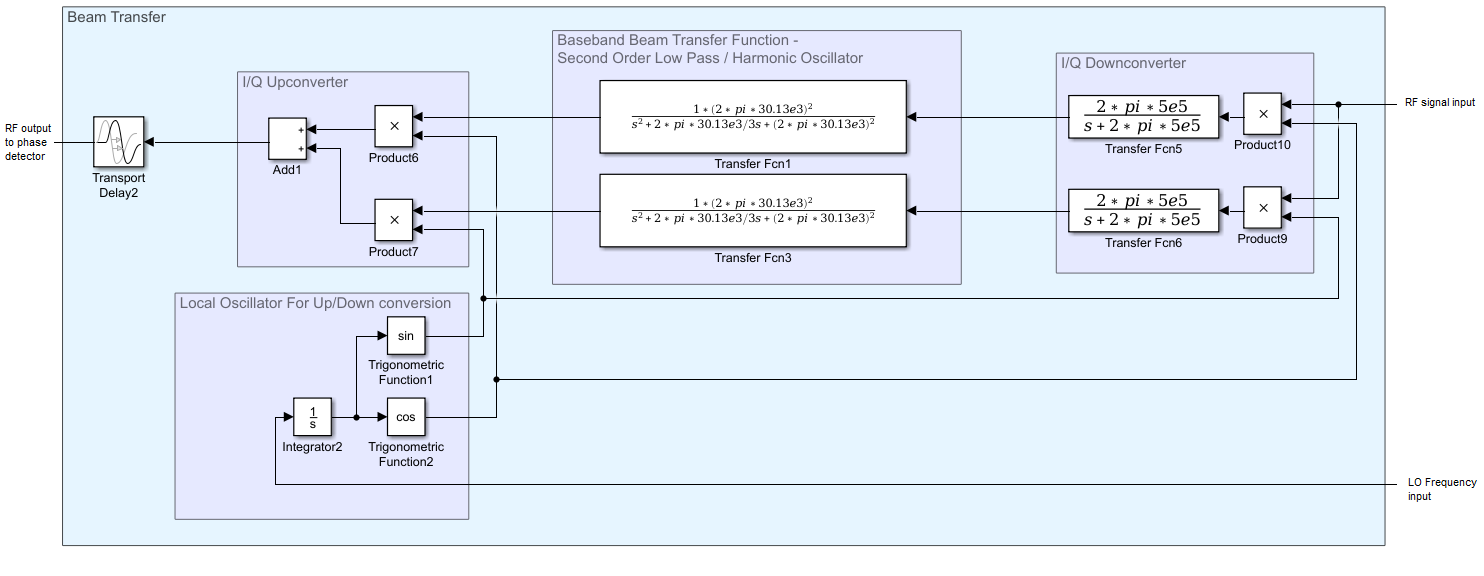 Beam Transfer
I/Q Upconverter
Baseband Beam Transfer Function -
Second Order Low Pass / Harmonic Oscillator
I/Q Downconverter
RF output
to phase
detector
Transport
Delay2
+
+
Add1
×
Product6
×
Product7
1∗(2∗ pi ∗30.13e3)²
s²+2∗ pi ∗30.13e3/3s+(2∗ pi ∗30.13e3)²
Transfer Fcn1
1∗(2∗ pi ∗30.13e3)²
s²+2∗ pi ∗30.13e3/3s+(2∗ pi ∗30.13e3)²
Transfer Fcn3
2∗ pi ∗5e5
s+2∗ pi ∗5e5
Transfer Fcn5
2∗ pi ∗5e5
s+2∗ pi ∗5e5
Transfer Fcn6
×
Product10
×
Product9
RF signal input
Local Oscillator For Up/Down conversion
sin
Trigonometric
Function1
1
s
Integrator2
cos
Trigonometric
Function2
LO Frequency
input